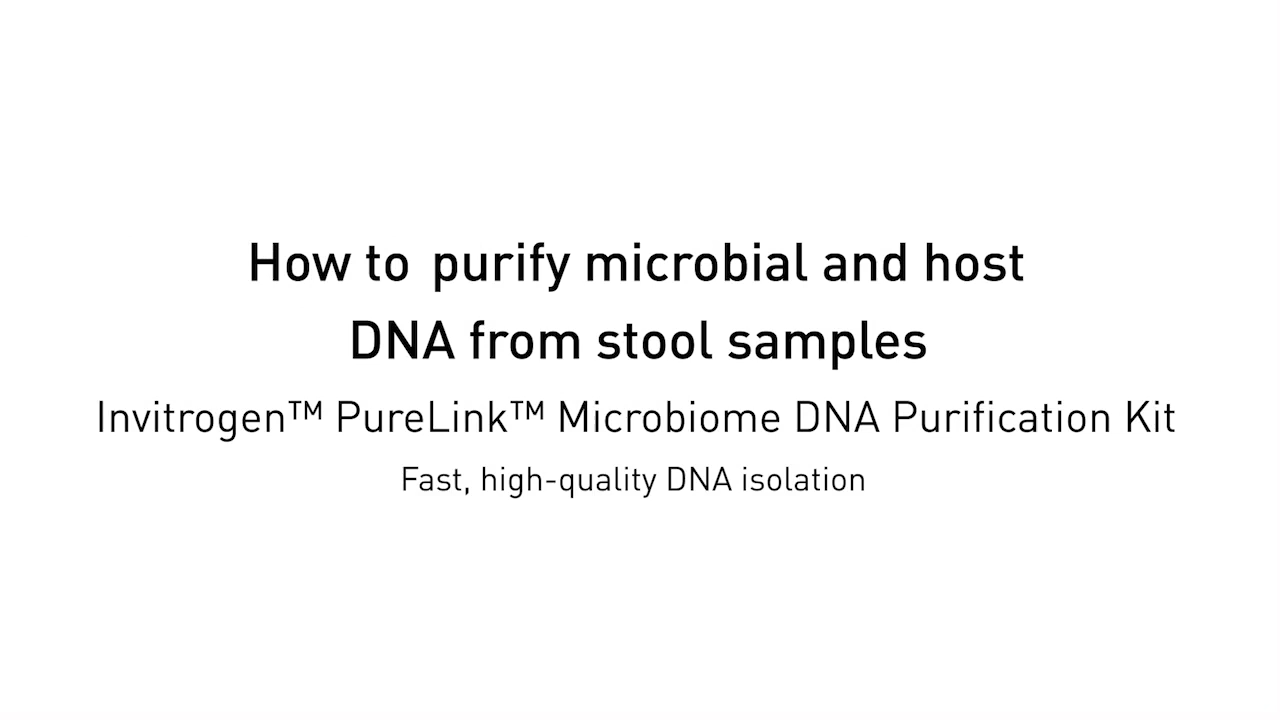 How to purify microbial and host
DNA from stool samples
Invitrogen™ PureLink™ Microbiome DNA Purification Kit
Fast, high-quality DNA isolation